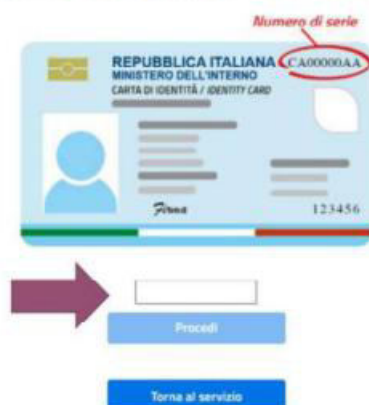 Numero di serie
REPUBBLICA ITALIANA CA00000AA
MINISTERO DELL'INTERNO
CARTA DI IDENTITÀ / IDENTITY CARD
Firma
123456
Procedi
Torna al servizio